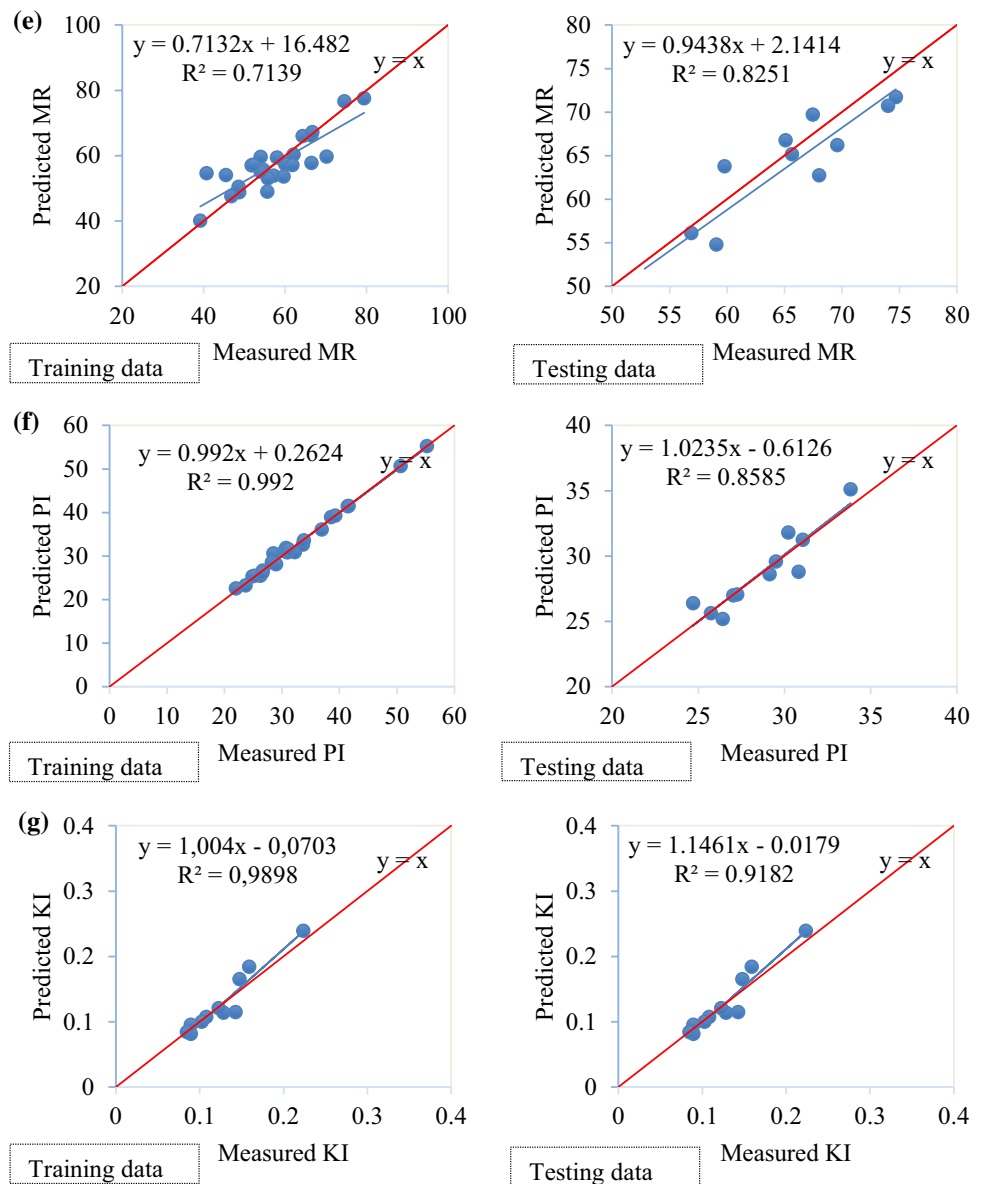 (e)
100
80
60
40
20
y = 0.7132x + 16.482
R² = 0.7139
y = x
Predicted MR
20 40 60 80 100
Measured MR
Training data
80
75
70
65
60
55
50
y = 0.9438x + 2.1414
R² = 0.8251
y = x
Predicted MR
50 55 60 65 70 75 80
Measured MR
Testing data
(f)
60
50
40
30
20
10
0
y = 0.992x + 0.2624
R² = 0.992
y = x
Predicted PI
0 10 20 30 40 50 60
Measured PI
Training data
40
35
30
25
20
y = 1.0235x - 0.6126
R² = 0.8585
y = x
Predicted PI
20 25 30 35 40
Measured PI
Testing data
(g)
0.4
0.3
0.2
0.1
0
y = 1,004x - 0,0703
R² = 0,9898
y = x
Predicted KI
0 0.1 0.2 0.3 0.4
Measured KI
Training data
0.4
0.3
0.2
0.1
0
y = 1.1461x - 0.0179
R² = 0.9182
y = x
Predicted KI
0 0.1 0.2 0.3 0.4
Measured KI
Testing data